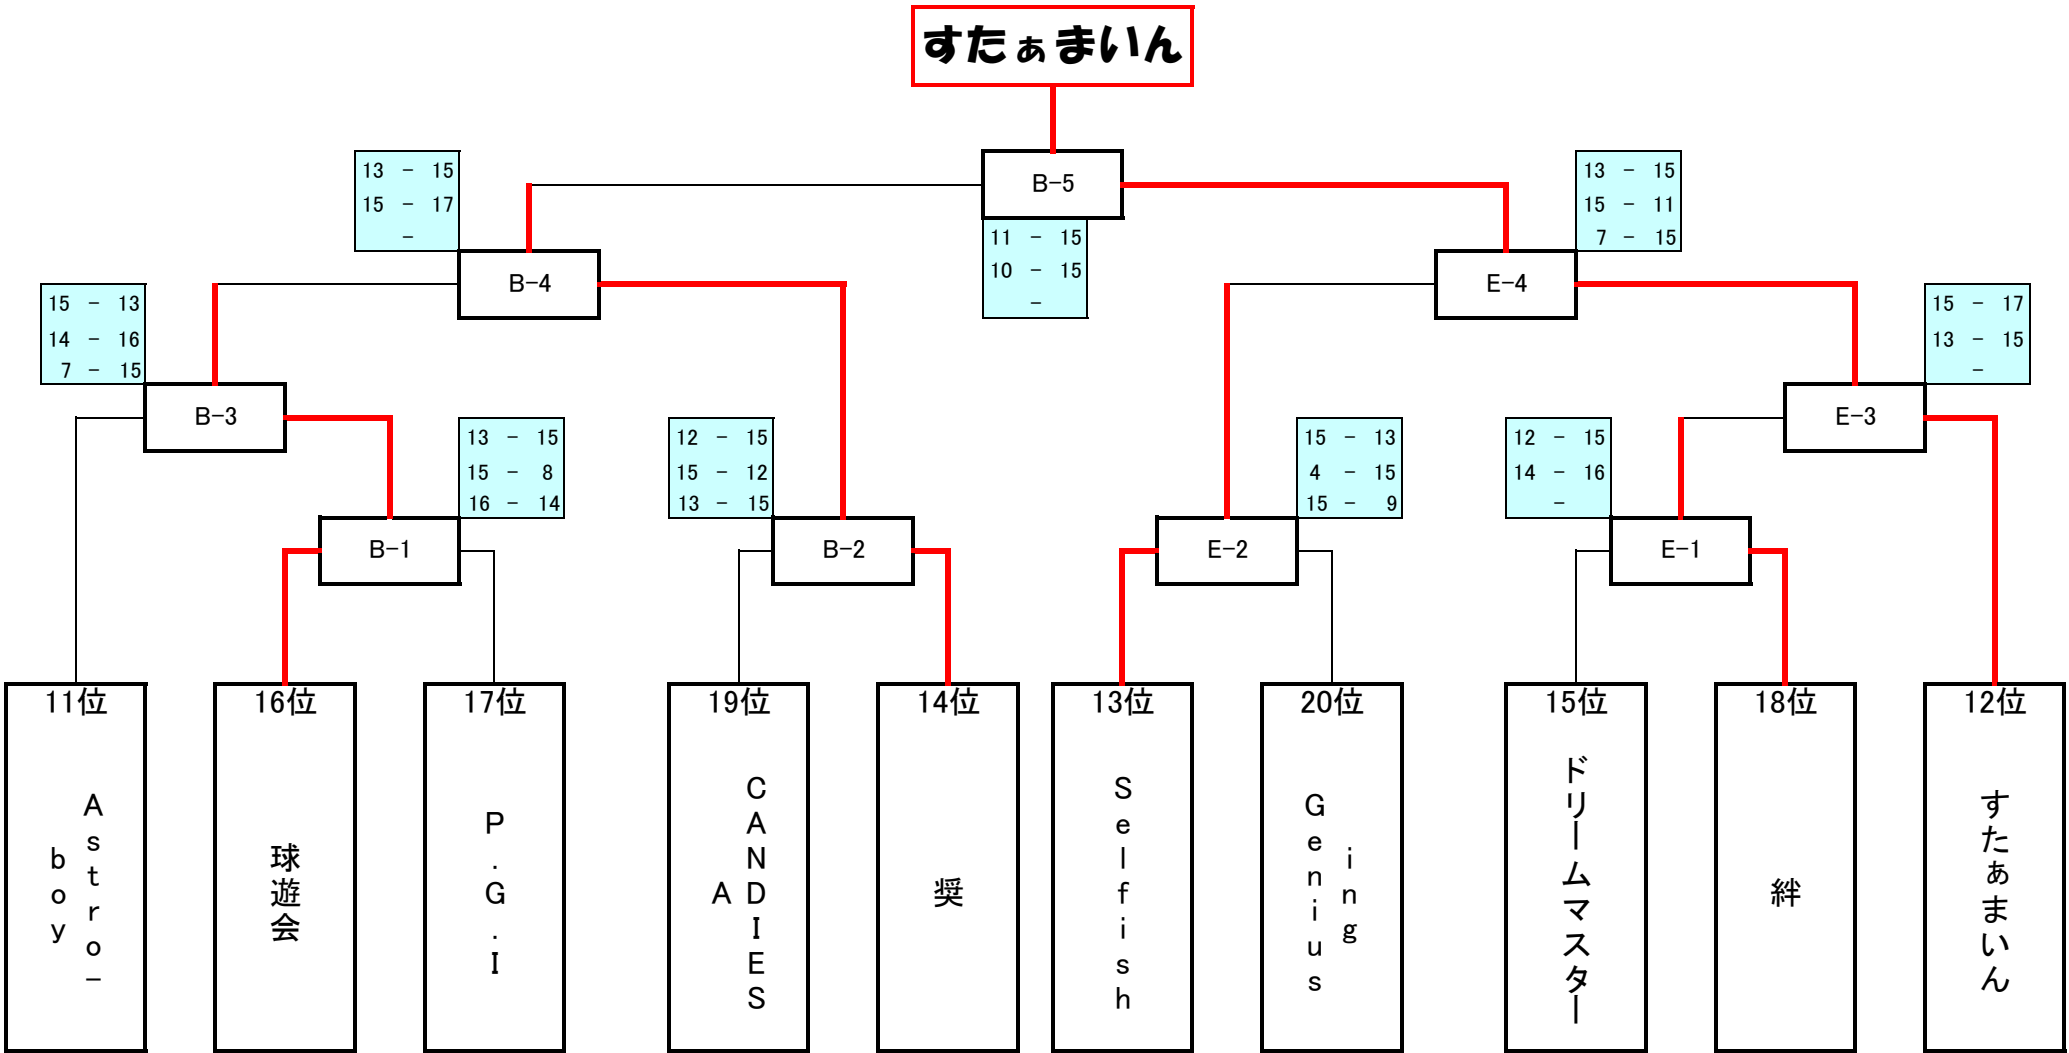 すたぁまいん
13 － 15
15 － 17
－
B－5
13 － 15
15 － 11
7 － 15
11 － 15
10 － 15
－
B－4
E－4
15 － 13
14 － 16
7 － 15
15 － 17
13 － 15
－
B－3
E－3
13 － 15
15 － 8
16 － 14
12 － 15
15 － 12
13 － 15
15 － 13
4 － 15
15 － 9
12 － 15
14 － 16
－
B－1
B－2
E－2
E－1
11位
Astro－
boy
16位
球遊会
17位
P.G.I
19位
CANDIES
A
14位
奨
13位
Selfish
20位
Genius
ing
15位
ドリームマスター
18位
絆
12位
すたぁまいん